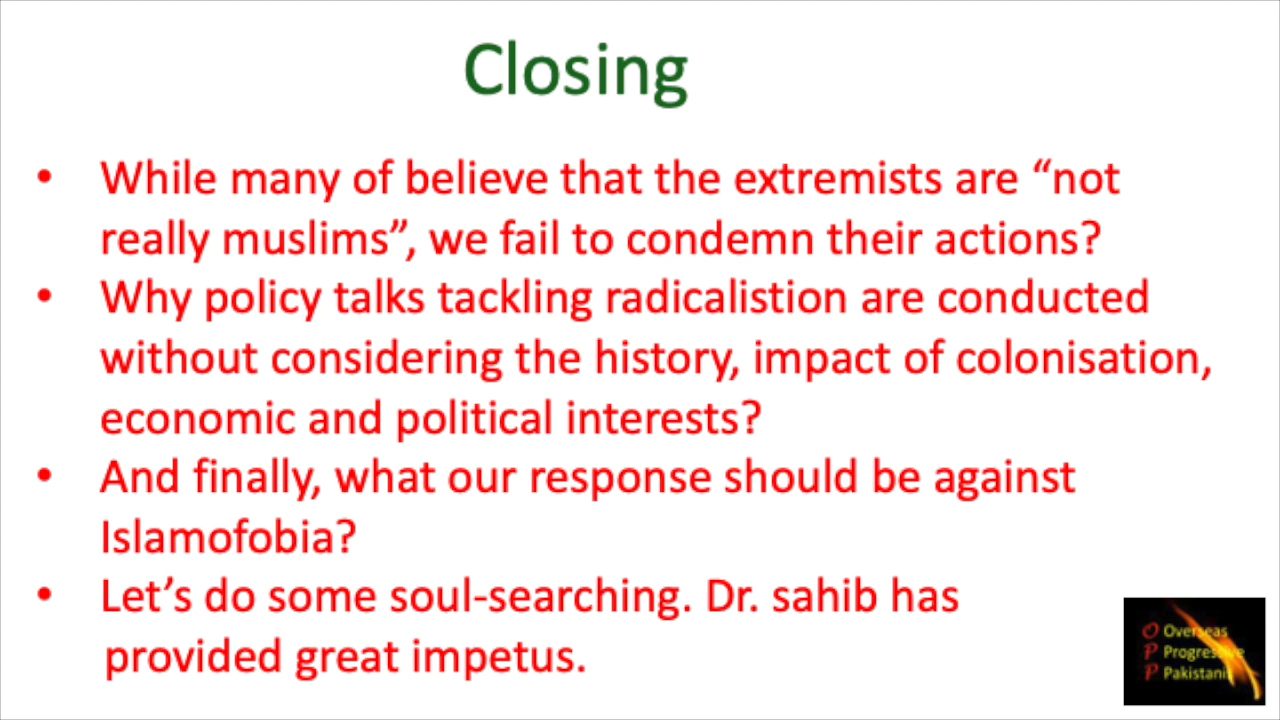 Closing
• While many of believe that the extremists are “not
really muslims”, we fail to condemn their actions?
• Why policy talks tackling radicalistion are conducted
without considering the history, impact of colonisation,
economic and political interests?
• And finally, what our response should be against
Islamofobia?
• Let’s do some soul-searching. Dr. sahib has
provided great impetus.
O Overseas
P Progressive
P Pakistanis